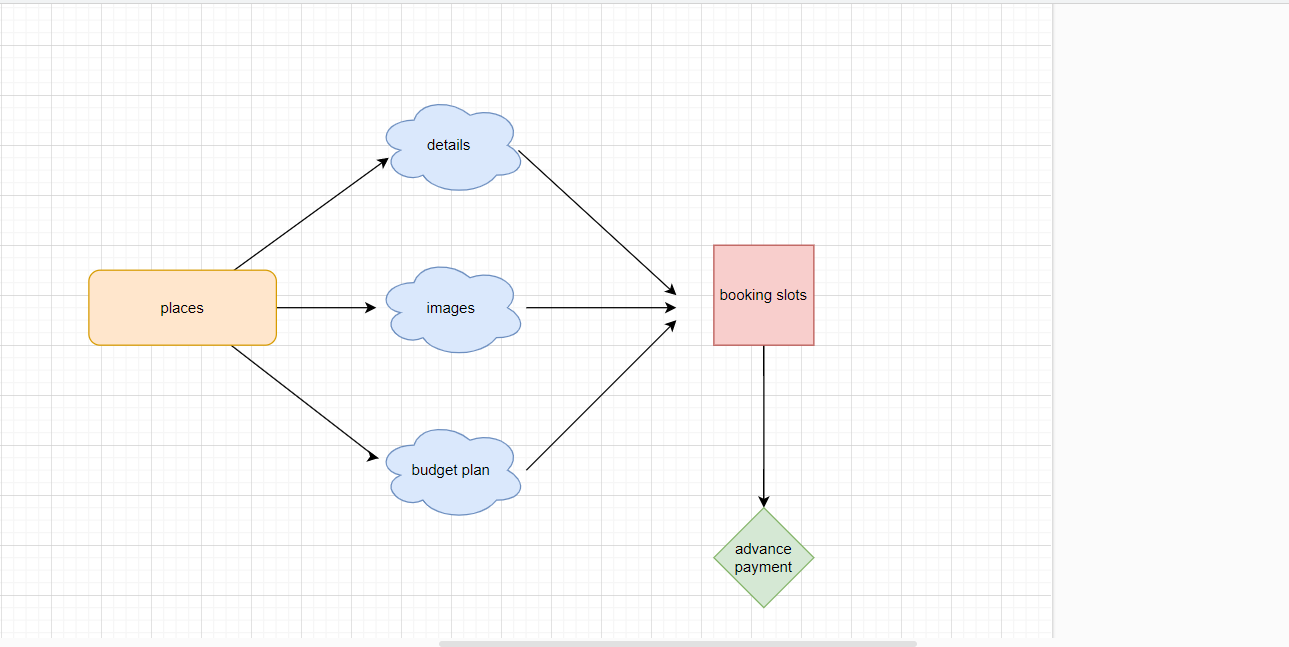 details
places
images
booking slots
budget plan
advance
payment